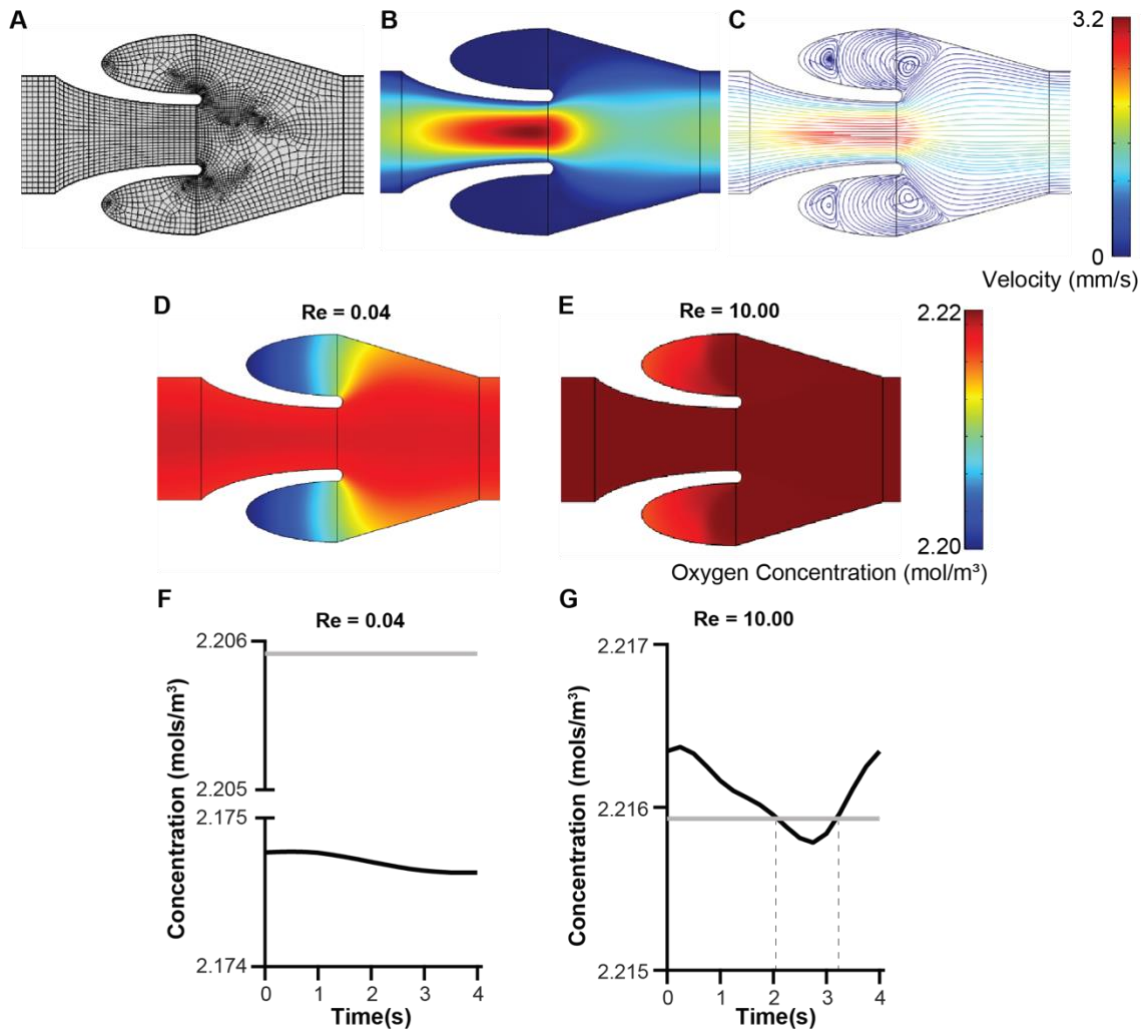 A
B
C
3.2
0
Velocity (mm/s)
D
Re = 0.04
E
Re = 10.00
2.22
2.20
Oxygen Concentration (mol/m³)
F
Re = 0.04
2.206
2.205
2.175
2.174
Concentration (mols/m³)
0 1 2 3 4
Time(s)
G
Re = 10.00
2.217
2.216
2.215
Concentration (mols/m³)
0 1 2 3 4
Time(s)